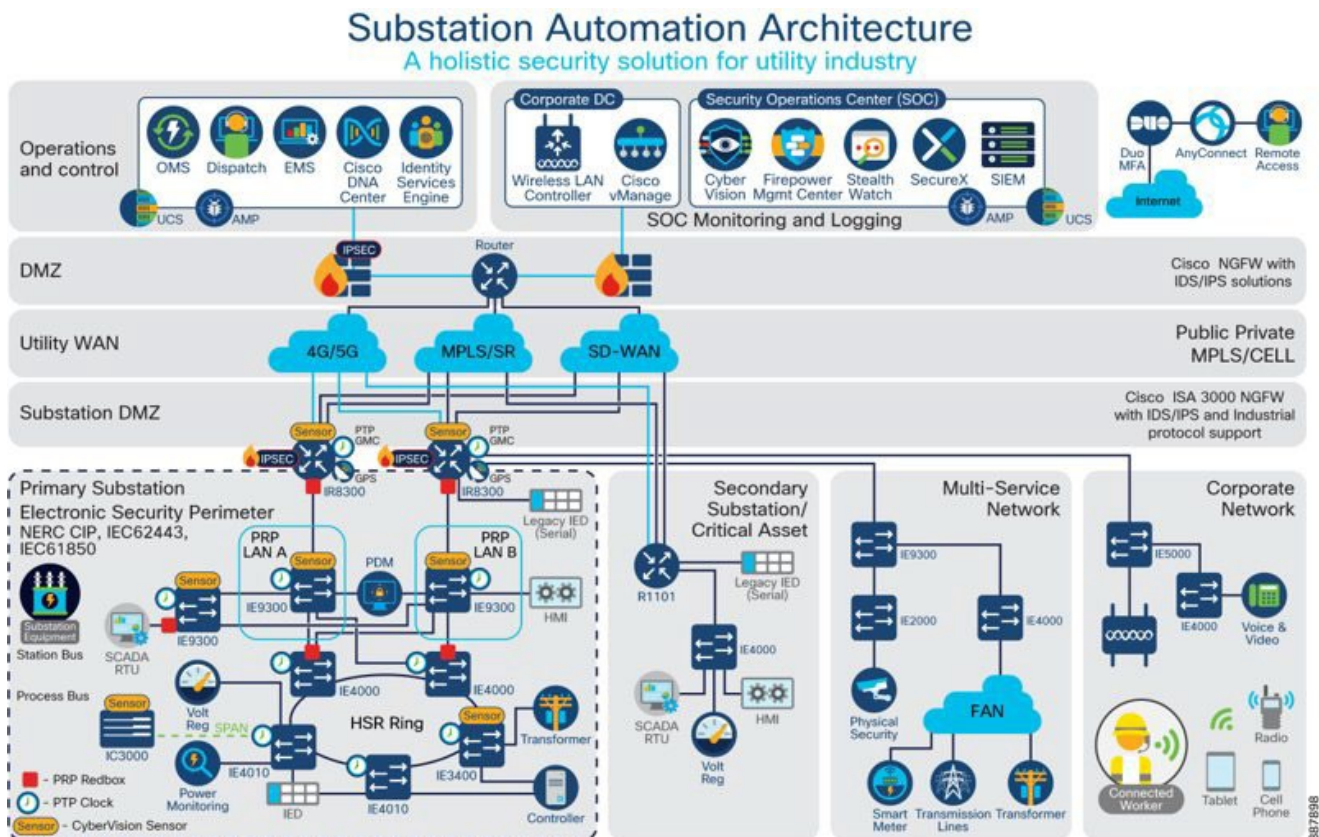 Substation Automation Architecture
A holistic security solution for utility industry
Operations
and control
OMS
Dispatch
EMS
Cisco
DNA
Center
Identity
Services
Engine
UCS
AMP
Corporate DC
Wireless LAN
Controller
Cisco
vManage
Security Operations Center (SOC)
Cyber
Vision
Firepower
Mgmt Center
Stealth
Watch
SecureX
SIEM
SOC Monitoring and Logging
AMP
UCS
DUO
Duo
MFA
AnyConnect
Remote
Access
Internet
DMZ
IPSEC
Router
Cisco NGFW with
IDS/IPS solutions
Utility WAN
4G/5G
MPLS/SR
SD-WAN
Public Private
MPLS/CELL
Substation DMZ
Cisco ISA 3000 NGFW
with IDS/IPS and Industrial
protocol support
Sensor
PTP
GMC
IPSEC
GPS
IR8300
Sensor
PTP
GMC
IPSEC
GPS
IR8300
Primary Substation
Electronic Security Perimeter
NERC CIP, IEC62443,
IEC61850
PRP
LAN A
PRP
LAN B
Legacy IED
(Serial)
Substation
Equipment
Station Bus
SCADA
RTU
Sensor
IE9300
Sensor
IE9300
PDM
Sensor
IE9300
HMI
IE4000
IE4000
Process Bus
Volt
Reg
HSR Ring
Sensor
IC3000
SPAN
IE4010
Sensor
IE3400
Transformer
Power
Monitoring
IED
IE4010
Controller
- PRP Redbox
- PTP Clock
Sensor - CyberVision Sensor
Secondary
Substation/
Critical Asset
R1101
Legacy IED
(Serial)
IE4000
SCADA
RTU
HMI
Volt
Reg
Multi-Service
Network
IE9300
IE2000
IE4000
Physical
Security
FAN
Smart
Meter
Transmission
Lines
Transformer
Corporate
Network
IE5000
IE4000
Voice &
Video
Connected
Worker
Radio
Tablet
Cell
Phone
387898